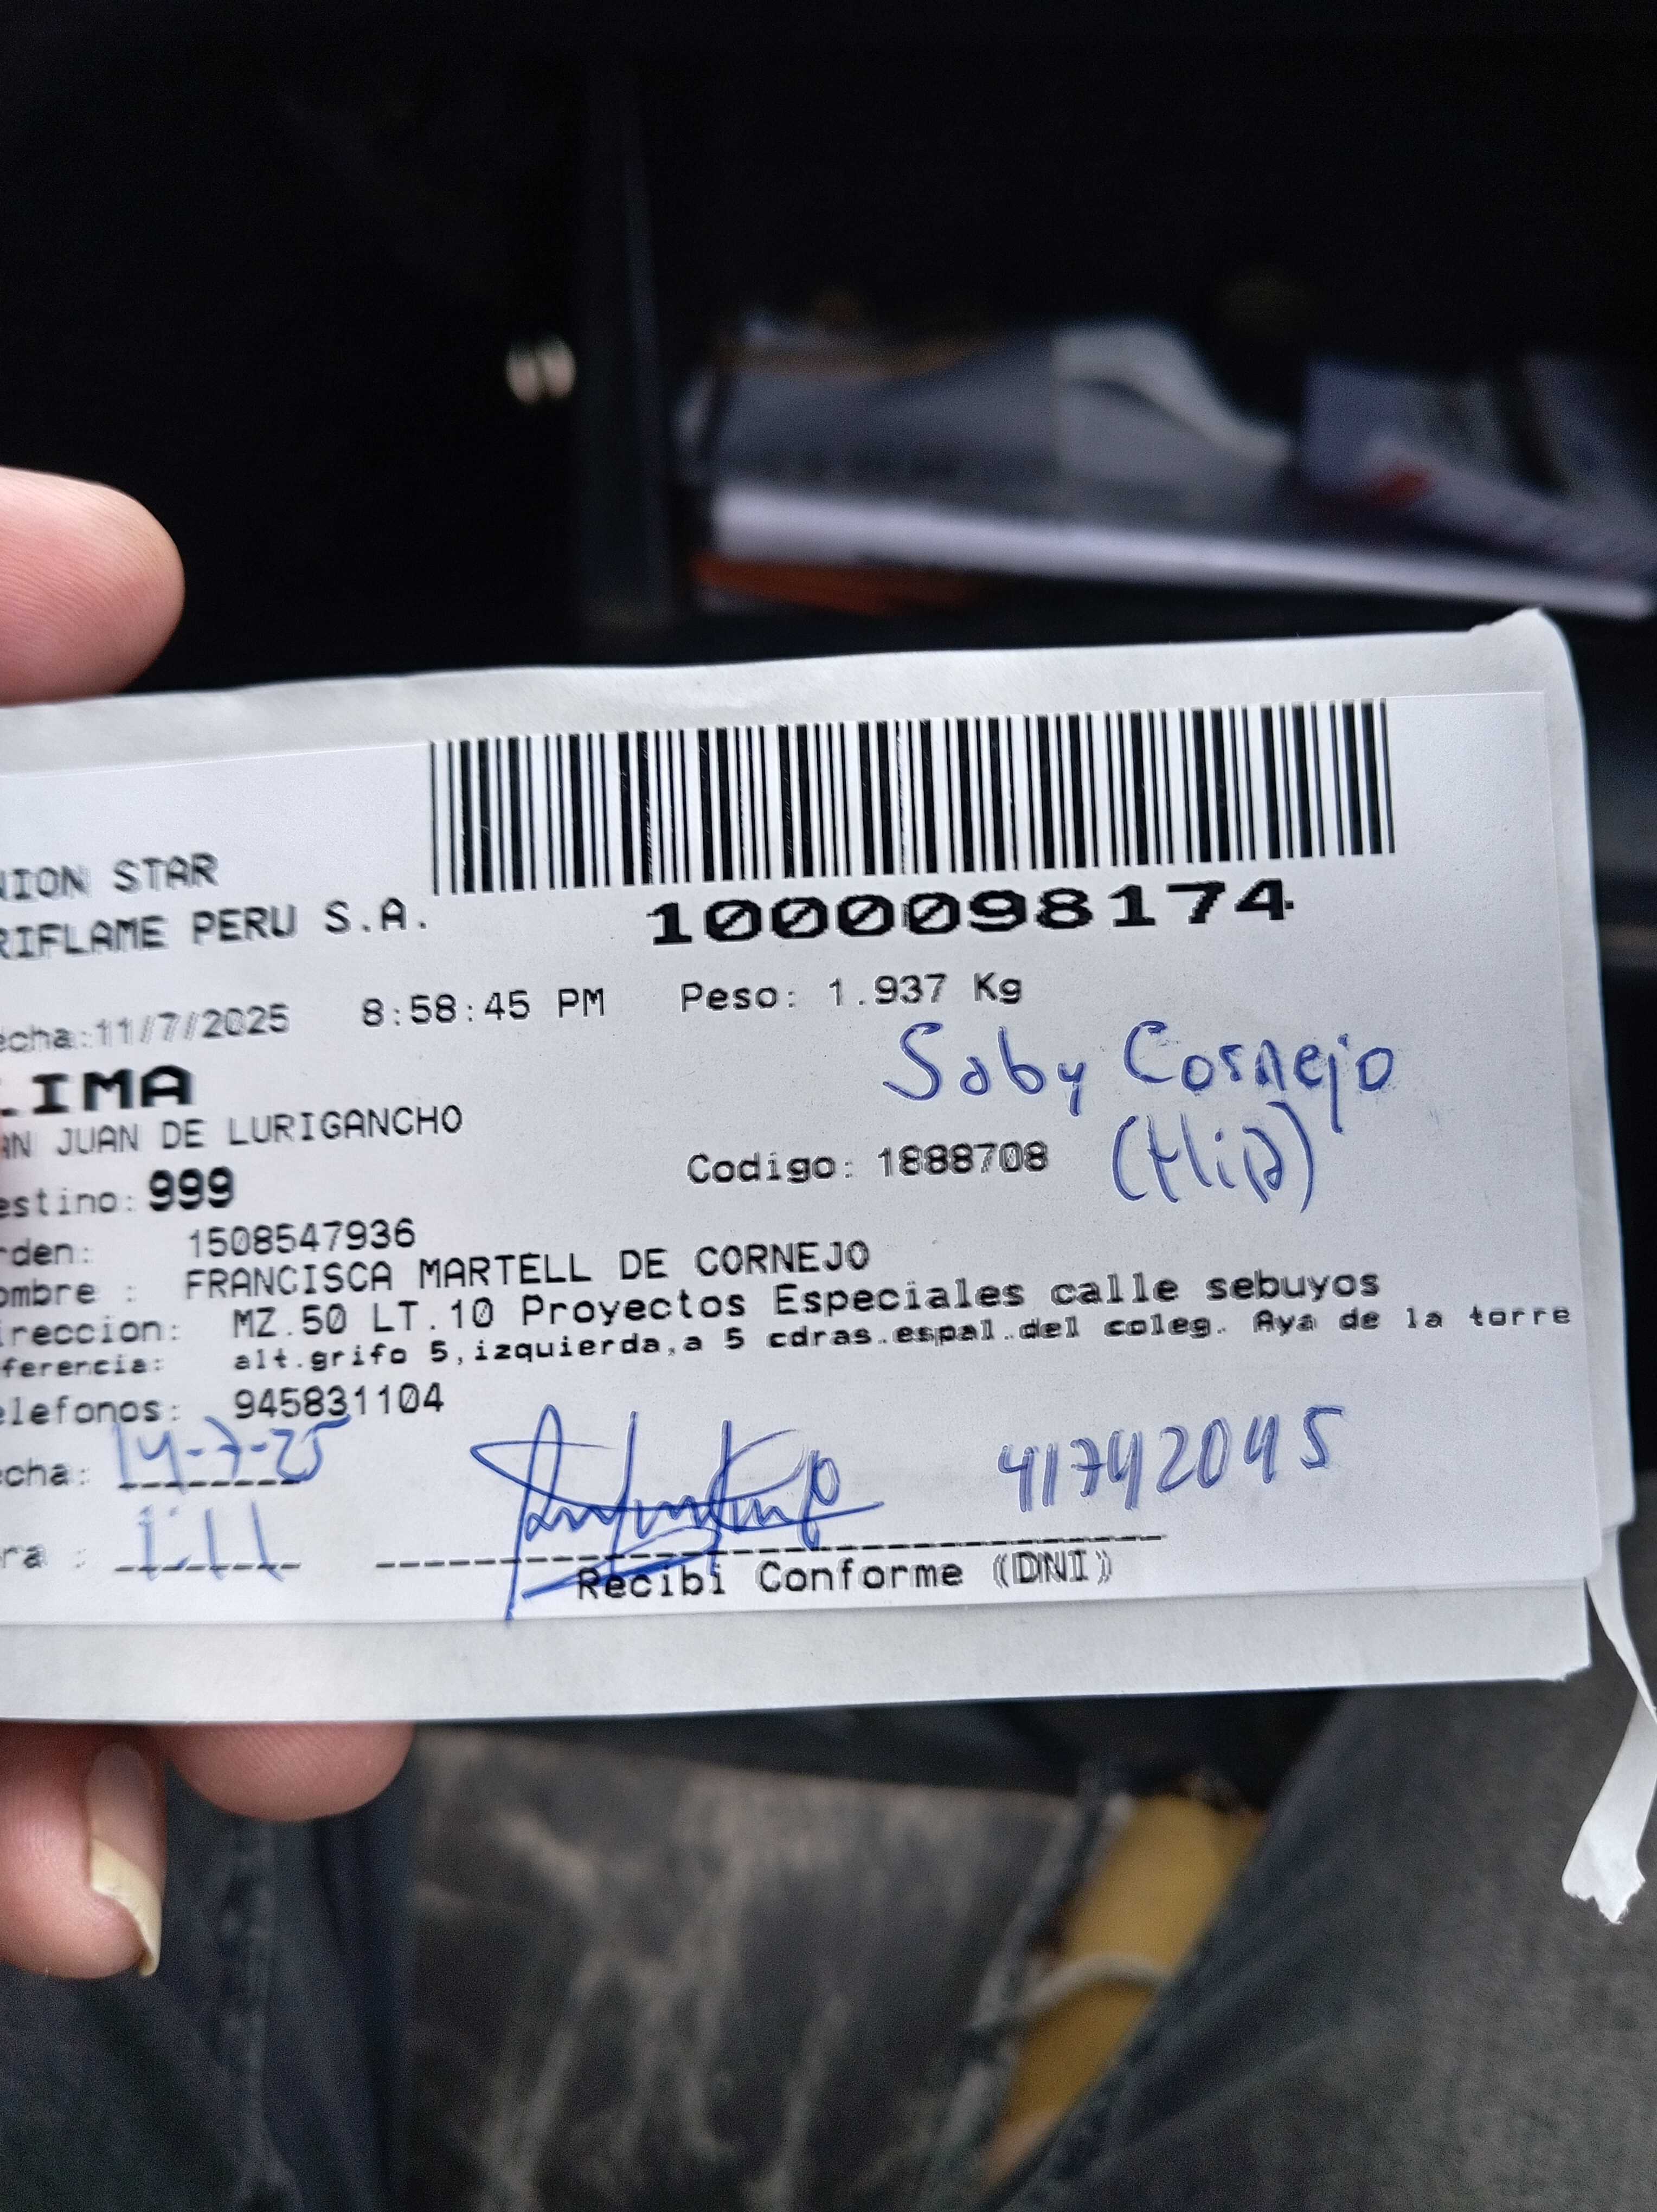 NION STAR
RIFLAME PERU S.A.
1000098174
echa:11/7/2025 8:58:45 PM Peso: 1.937 Kg
LIMA
Soby Cornejo
AN JUAN DE LURIGANCHO
Codigo: 1888708 (Hija)
estino: 999
rden: 1508547936
ombre : FRANCISCA MARTELL DE CORNEJO
ireccion: MZ.50 LT.10 Proyectos Especiales calle sebuyos
ferencia: alt.grifo 5,izquierda,a 5 cdras.espal.del coleg. Aya de la torre
elefonos: 945831104
echa: 14-7-25 41742045
ra : 1:11
Recibi Conforme (DNI)